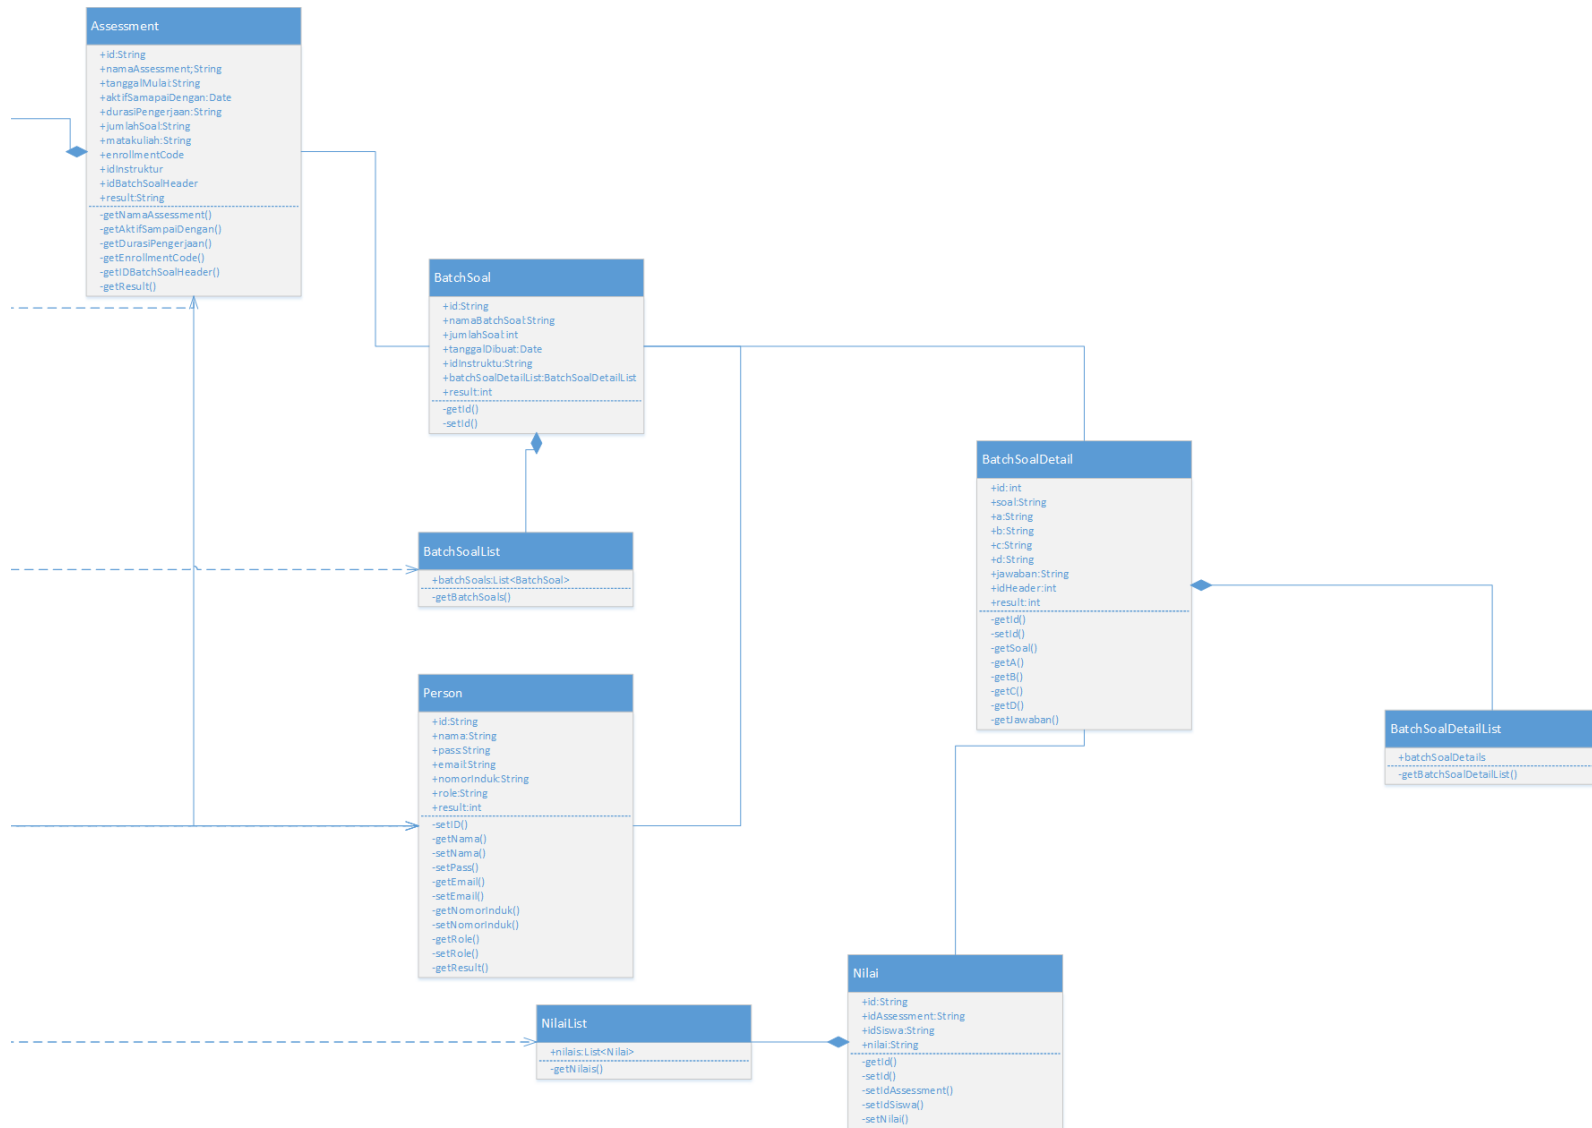 Assessment
+id:String
+namaAssessment;String
+tanggalMulai:String
+aktifSamapaiDengan:Date
+durasiPengerjaan:String
+jumlahSoal:String
+matakuliah:String
+enrollmentCode
+idInstruktur
+idBatchSoalHeader
+result:String
-getNamaAssessment()
-getAktifSampaiDengan()
-getDurasiPengerjaan()
-getEnrollmentCode()
-getIDBatchSoalHeader()
-getResult()
BatchSoal
+id:String
+namaBatchSoal:String
+jumlahSoal:int
+tanggalDibuat:Date
+idInstruktu:String
+batchSoalDetailList:BatchSoalDetailList
+result:int
-getId()
-setId()
BatchSoalDetail
+id:int
+soal:String
+a:String
+b:String
+c:String
+d:String
+jawaban:String
+idHeader:int
+result:int
-getId()
-setId()
-getSoal()
-getA()
-getB()
-getC()
-getD()
-getJawaban()
BatchSoalList
+batchSoals:List<BatchSoal>
-getBatchSoals()
Person
+id:String
+nama:String
+pass:String
+email:String
+nomorInduk:String
+role:String
+result:int
-setID()
-getNama()
-setNama()
-setPass()
-getEmail()
-setEmail()
-getNomorInduk()
-setNomorInduk()
-getRole()
-setRole()
-getResult()
BatchSoalDetailList
+batchSoalDetails
-getBatchSoalDetailList()
Nilai
+id:String
+idAssessment:String
+idSiswa:String
+nilai:String
-getId()
-setId()
-setIdAssessment()
-setIdSiswa()
-setNilai()
NilaiList
+nilais:List<Nilai>
-getNilais()